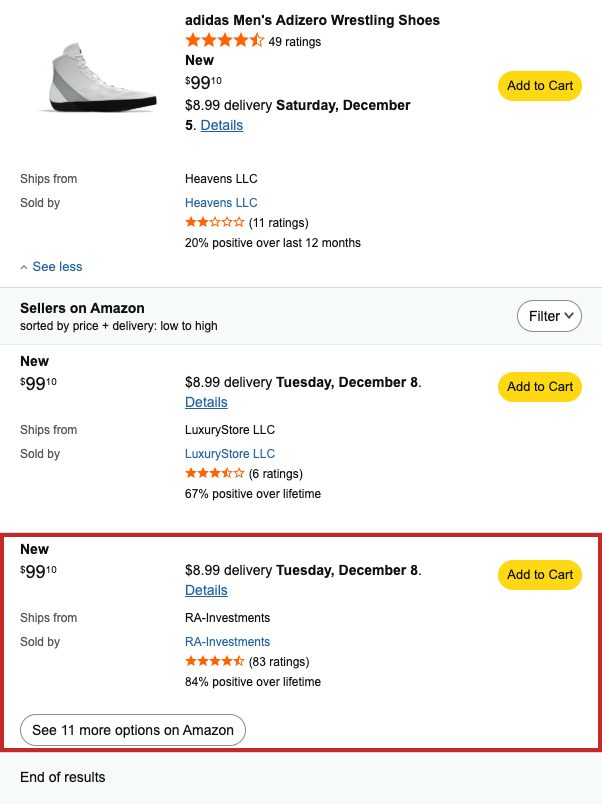 adidas Men's Adizero Wrestling Shoes
49 ratings
New
$9910
$8.99 delivery Saturday, December
5. Details
Add to Cart
Ships from Heavens LLC
Sold by Heavens LLC
(11 ratings)
20% positive over last 12 months
See less
Sellers on Amazon
sorted by price + delivery: low to high
Filter
New
$9910
$8.99 delivery Tuesday, December 8.
Details
Add to Cart
Ships from LuxuryStore LLC
Sold by LuxuryStore LLC
(6 ratings)
67% positive over lifetime
New
$9910
$8.99 delivery Tuesday, December 8.
Details
Add to Cart
Ships from RA-Investments
Sold by RA-Investments
(83 ratings)
84% positive over lifetime
See 11 more options on Amazon
End of results